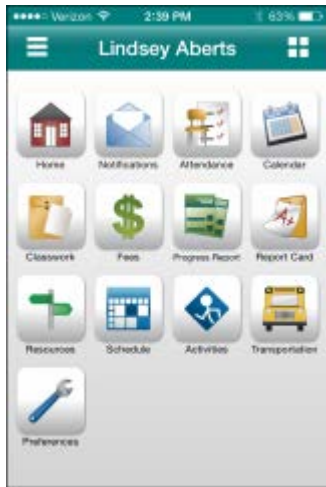 Verizon 2:39 PM 63%
Lindsey Aberts
Home Notifications Attendance Calendar
Classwork Fees Progress Report Report Card
A+
Resources Schedule Activities Transportation
Preferences